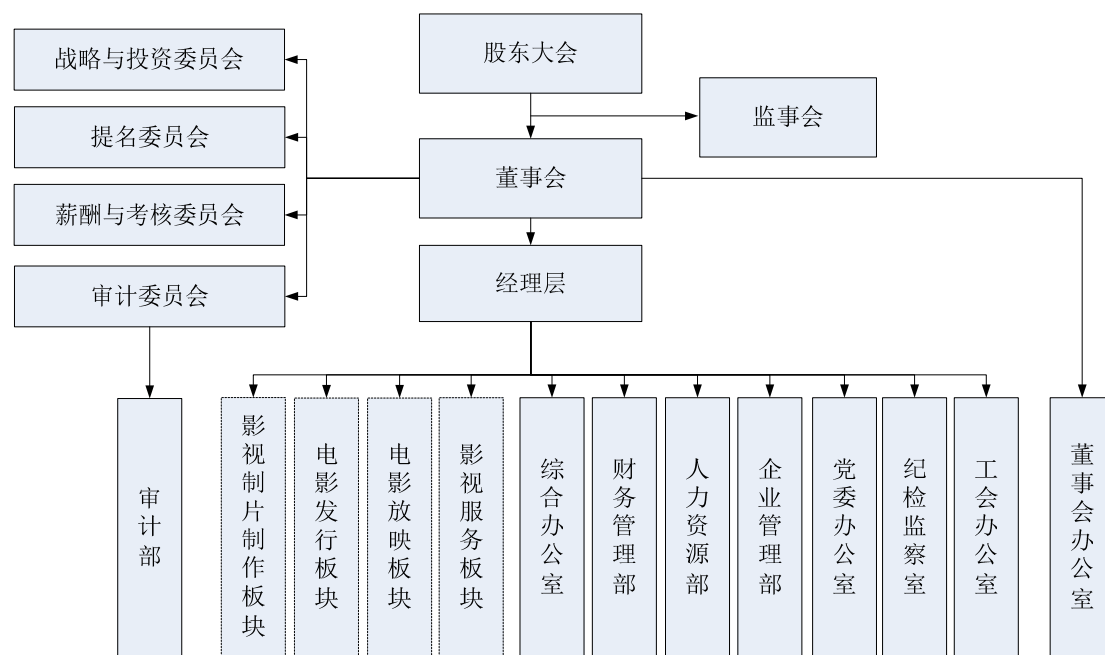 战略与投资委员会
股东大会
提名委员会
监事会
董事会
薪酬与考核委员会
经理层
审计委员会
审计部
影视制片制作板块
电影发行板块
电影放映板块
影视服务板块
综合办公室
财务管理部
人力资源部
企业管理部
党委办公室
纪检监察室
工会办公室
董事会办公室